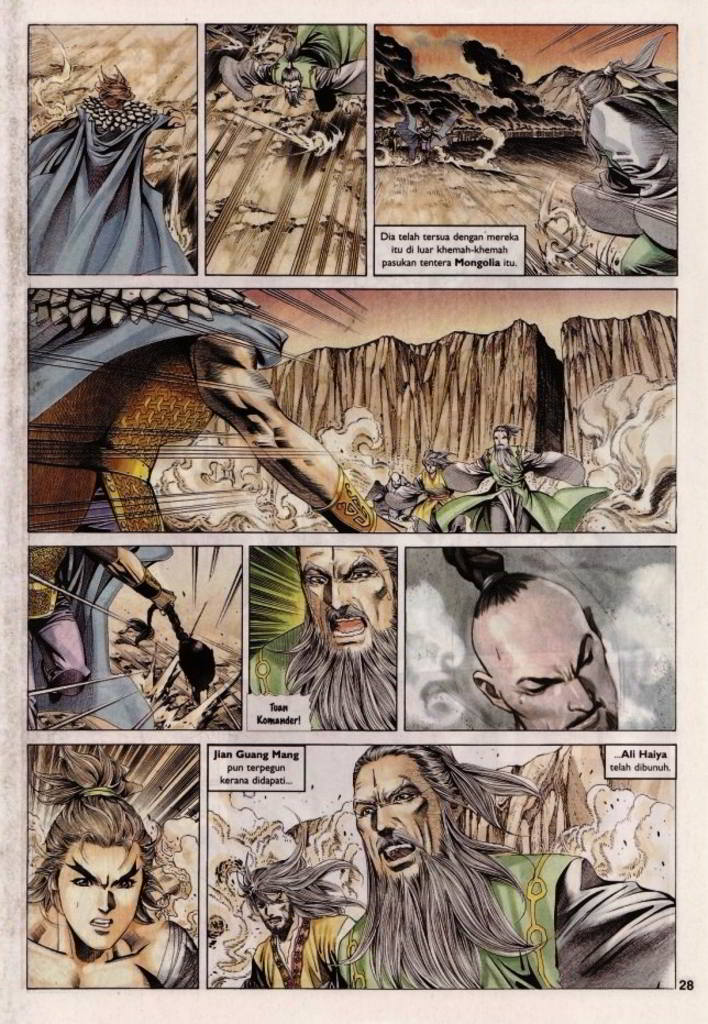 Dia telah tersua dengan mereka
itu di luar khemah-khemah
pasukan tentera Mongolia itu.
Tuan
Komander!
Jian Guang Mang
pun terpegun
kerana didapati...
...Ali Haiya
telah dibunuh.
28